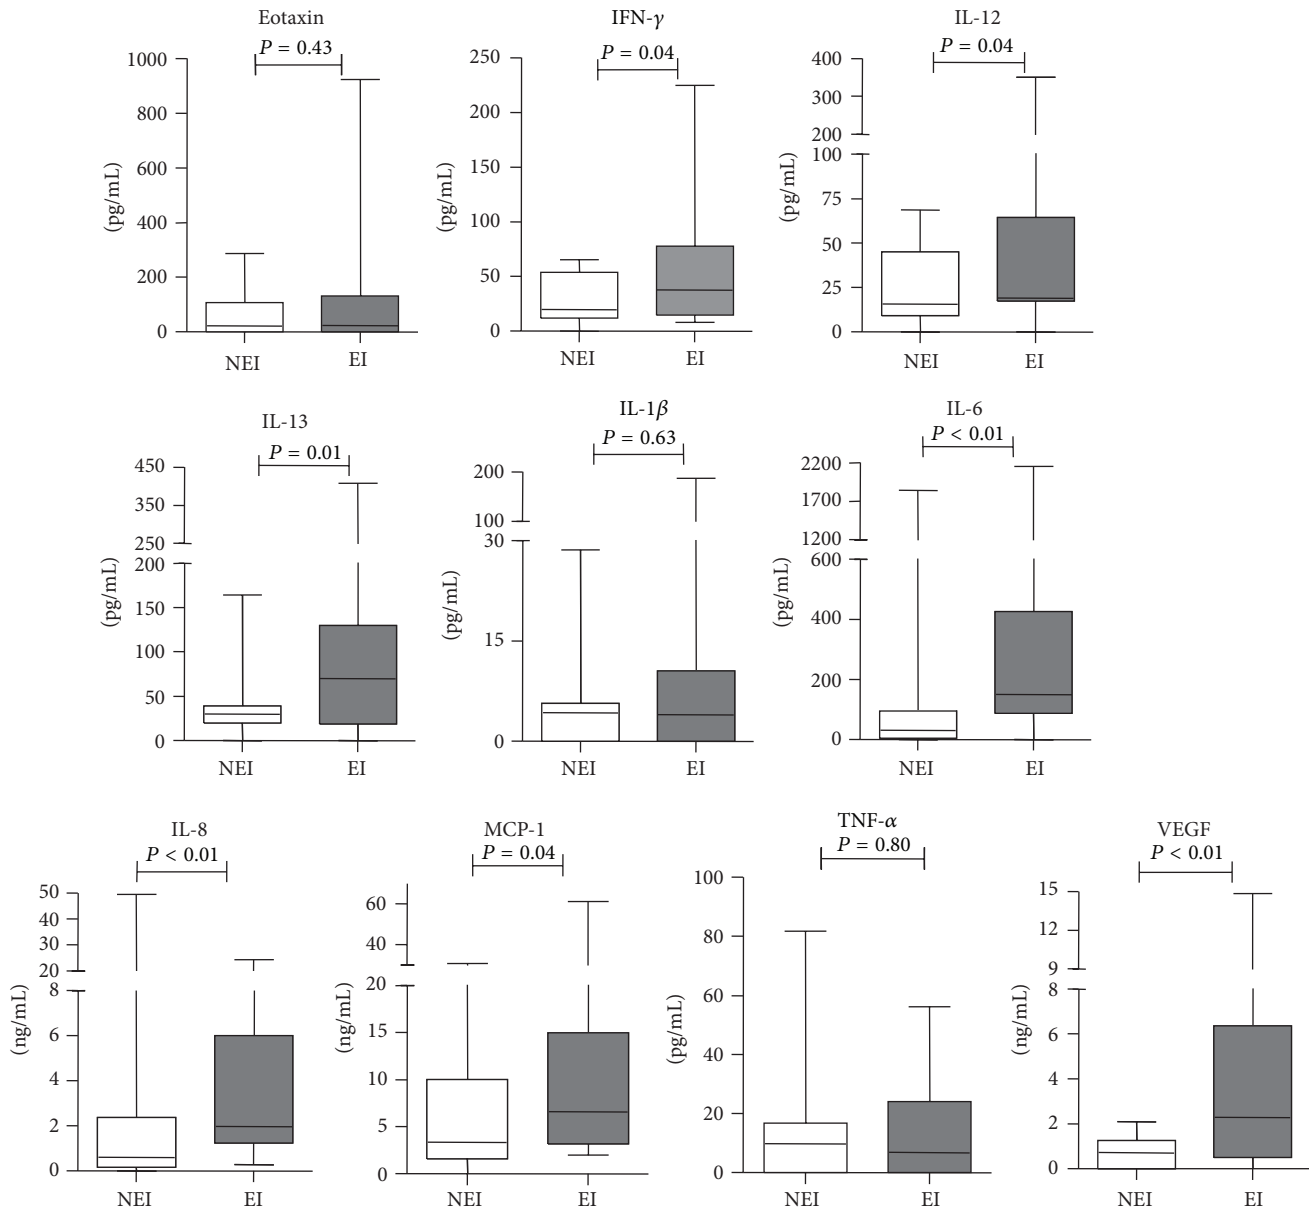 Eotaxin
P = 0.43
1000
800
600
400
200
0
(pg/mL)
NEI
EI
IFN-γ
P = 0.04
250
200
150
100
50
0
(pg/mL)
NEI
EI
IL-12
P = 0.04
400
300
200
100
75
50
25
0
(pg/mL)
NEI
EI
IL-13
P = 0.01
450
350
250
200
150
100
50
0
(pg/mL)
NEI
EI
IL-1β
P = 0.63
200
100
30
15
0
(pg/mL)
NEI
EI
IL-6
P < 0.01
2200
1700
1200
600
400
200
0
(pg/mL)
NEI
EI
IL-8
P < 0.01
50
40
30
20
8
6
4
2
0
(ng/mL)
NEI
EI
MCP-1
P = 0.04
60
40
20
15
10
5
0
(ng/mL)
NEI
EI
TNF-α
P = 0.80
100
80
60
40
20
0
(pg/mL)
NEI
EI
VEGF
P < 0.01
15
12
9
8
6
4
2
0
(ng/mL)
NEI
EI